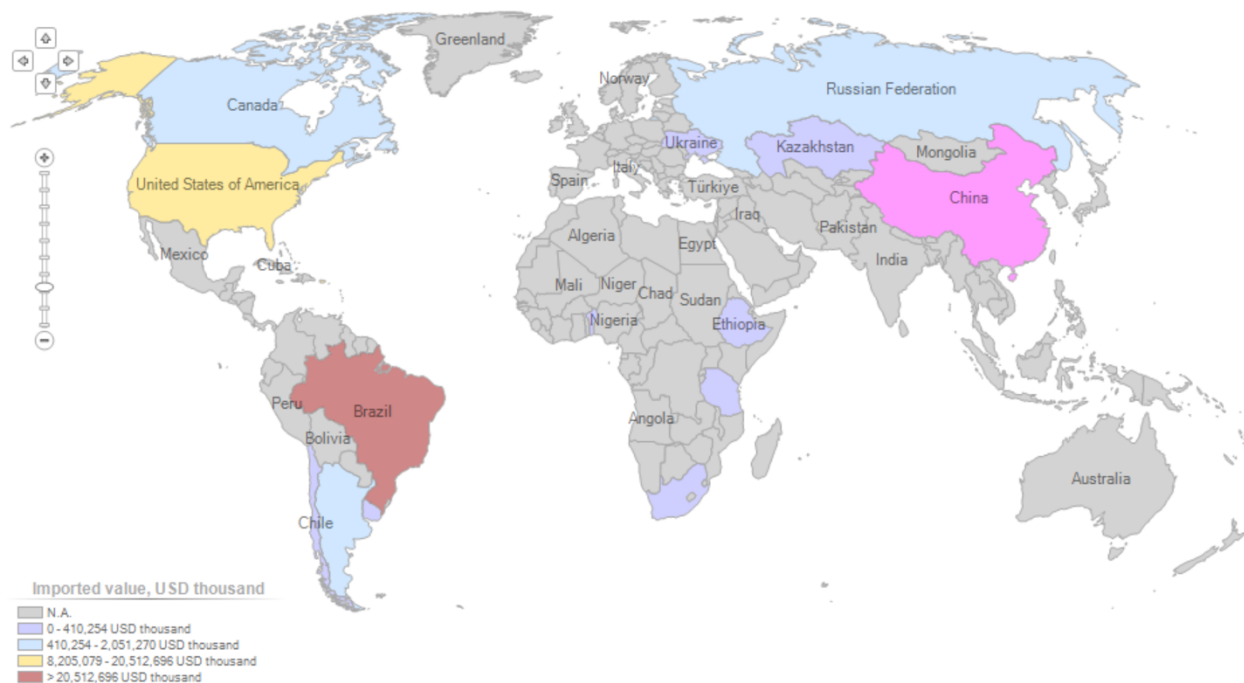 Greenland
Norway
Russian Federation
Canada
Ukraine
Kazakhstan
Mongolia
Italy
Spain
Türkiye
United States of America
China
Iraq
Pakistan
Mexico
Algeria
Egypt
India
Cuba
Mali
Niger
Chad
Sudan
Nigeria
Ethiopia
Peru
Brazil
Angola
Bolivia
Australia
Chile
Imported value, USD thousand
N.A.
0 - 410,254 USD thousand
410,254 - 2,051,270 USD thousand
8,205,079 - 20,512,696 USD thousand
> 20,512,696 USD thousand